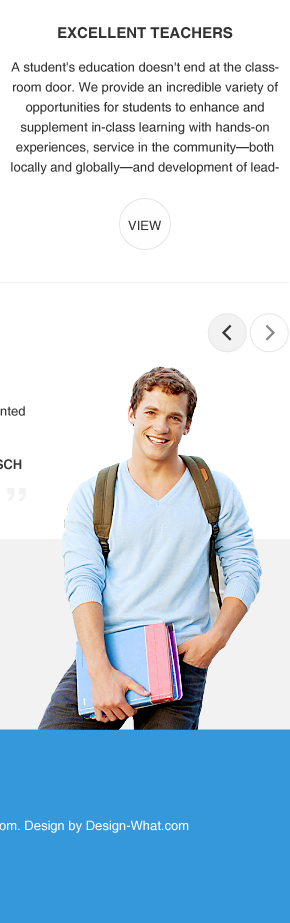 EXCELLENT TEACHERS
A student's education doesn't end at the class-
room door. We provide an incredible variety of
opportunities for students to enhance and
supplement in-class learning with hands-on
experiences, service in the community—both
locally and globally—and development of lead-
VIEW
nted
SCH
”
om. Design by Design-What.com